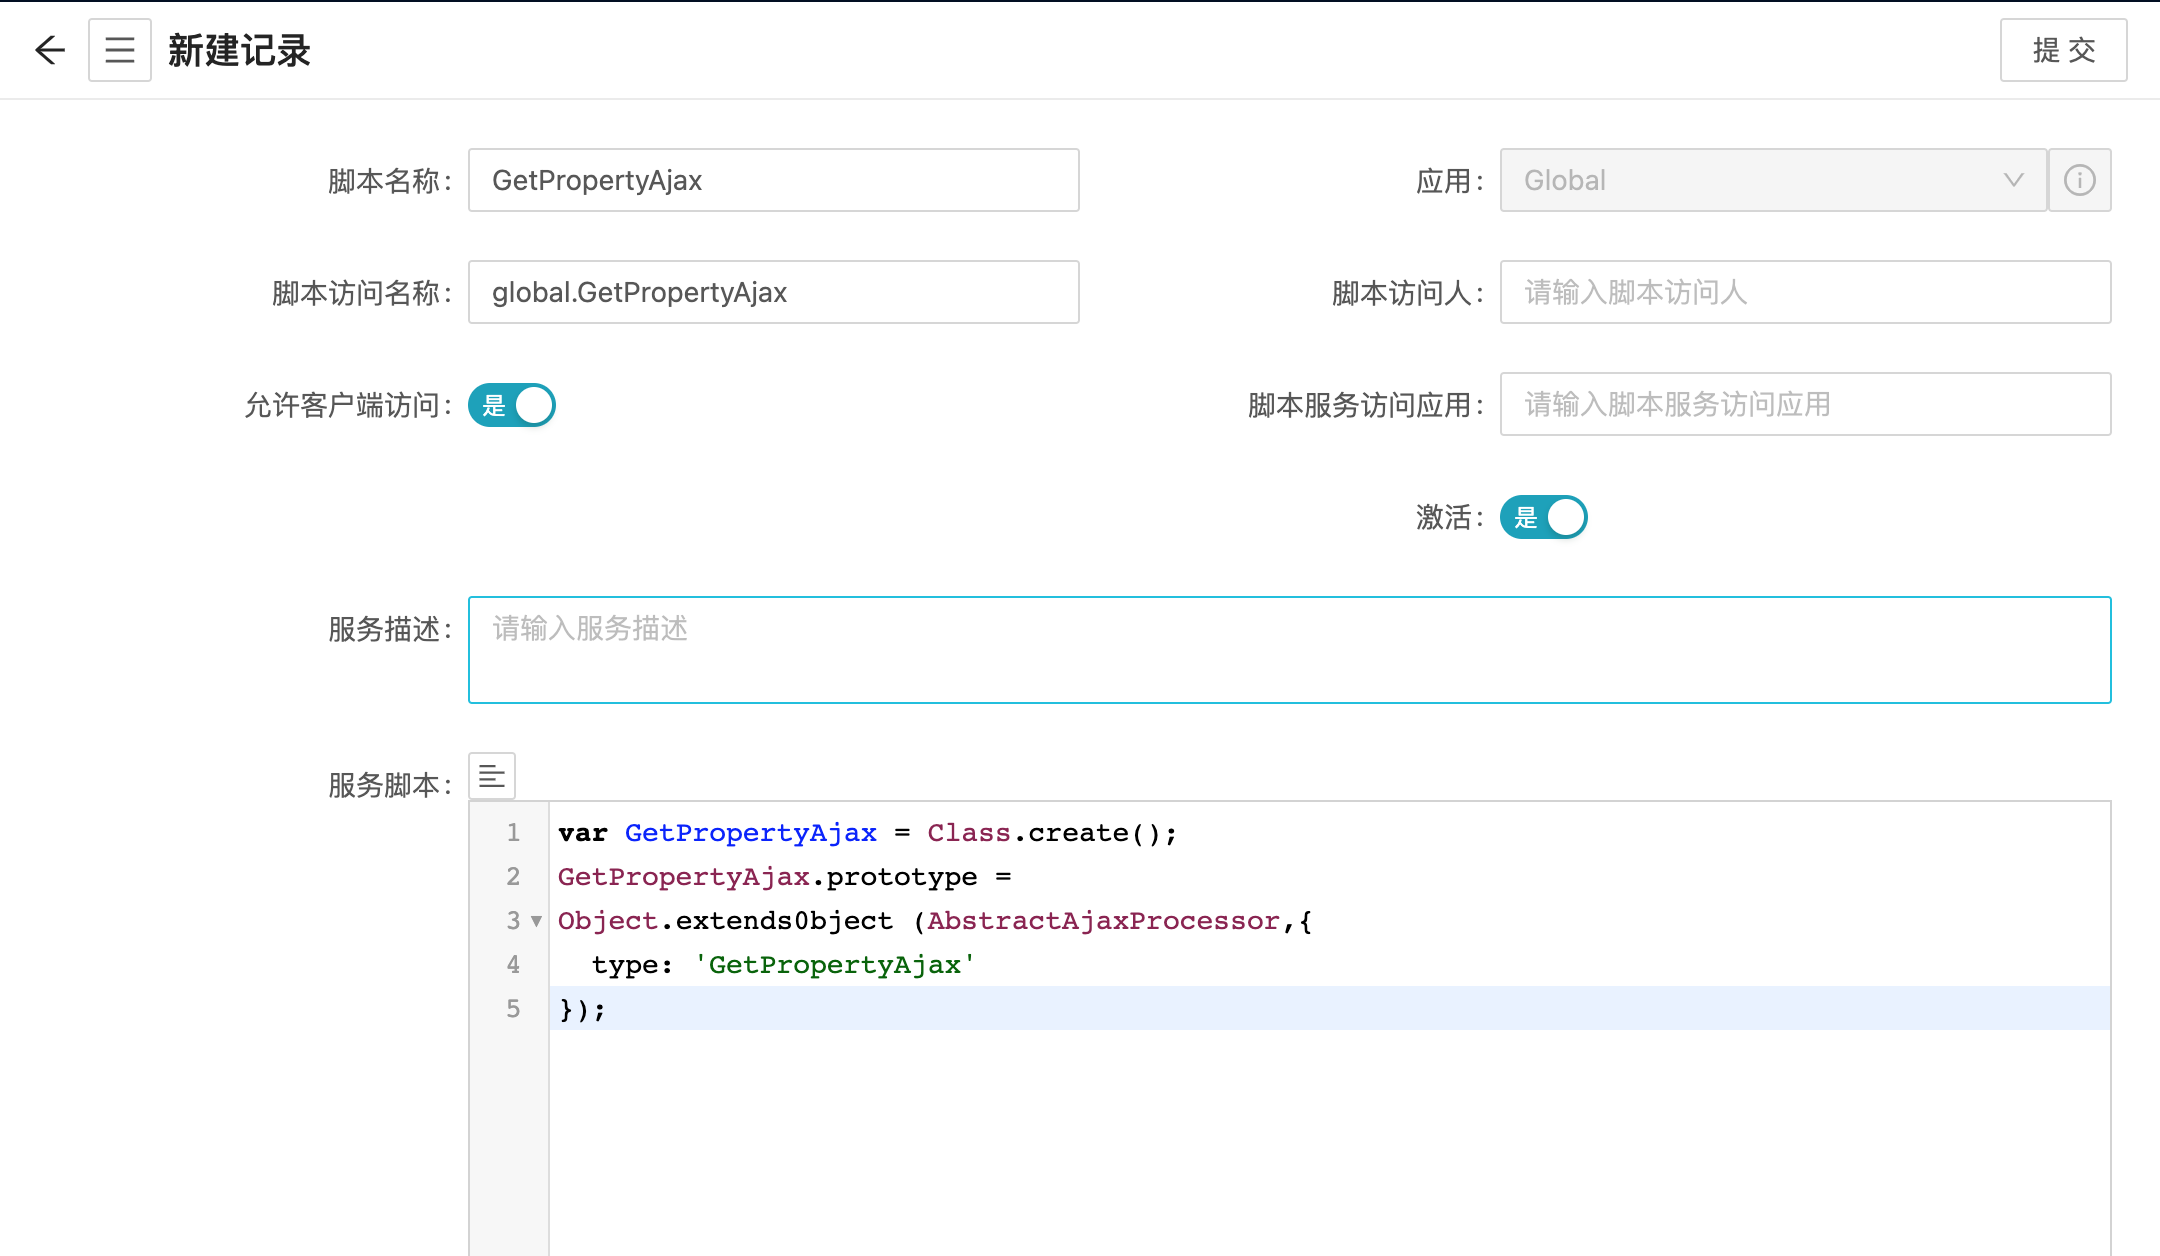 新建记录
提 交
脚本名称: GetPropertyAjax
应用: Global
脚本访问名称: global.GetPropertyAjax
脚本访问人: 请输入脚本访问人
允许客户端访问: 是
脚本服务访问应用: 请输入脚本服务访问应用
激活: 是
服务描述: 请输入服务描述
服务脚本:
1 var GetPropertyAjax = Class.create();
2 GetPropertyAjax.prototype =
3 Object.extends0bject (AbstractAjaxProcessor,{
4 type: 'GetPropertyAjax'
5 });